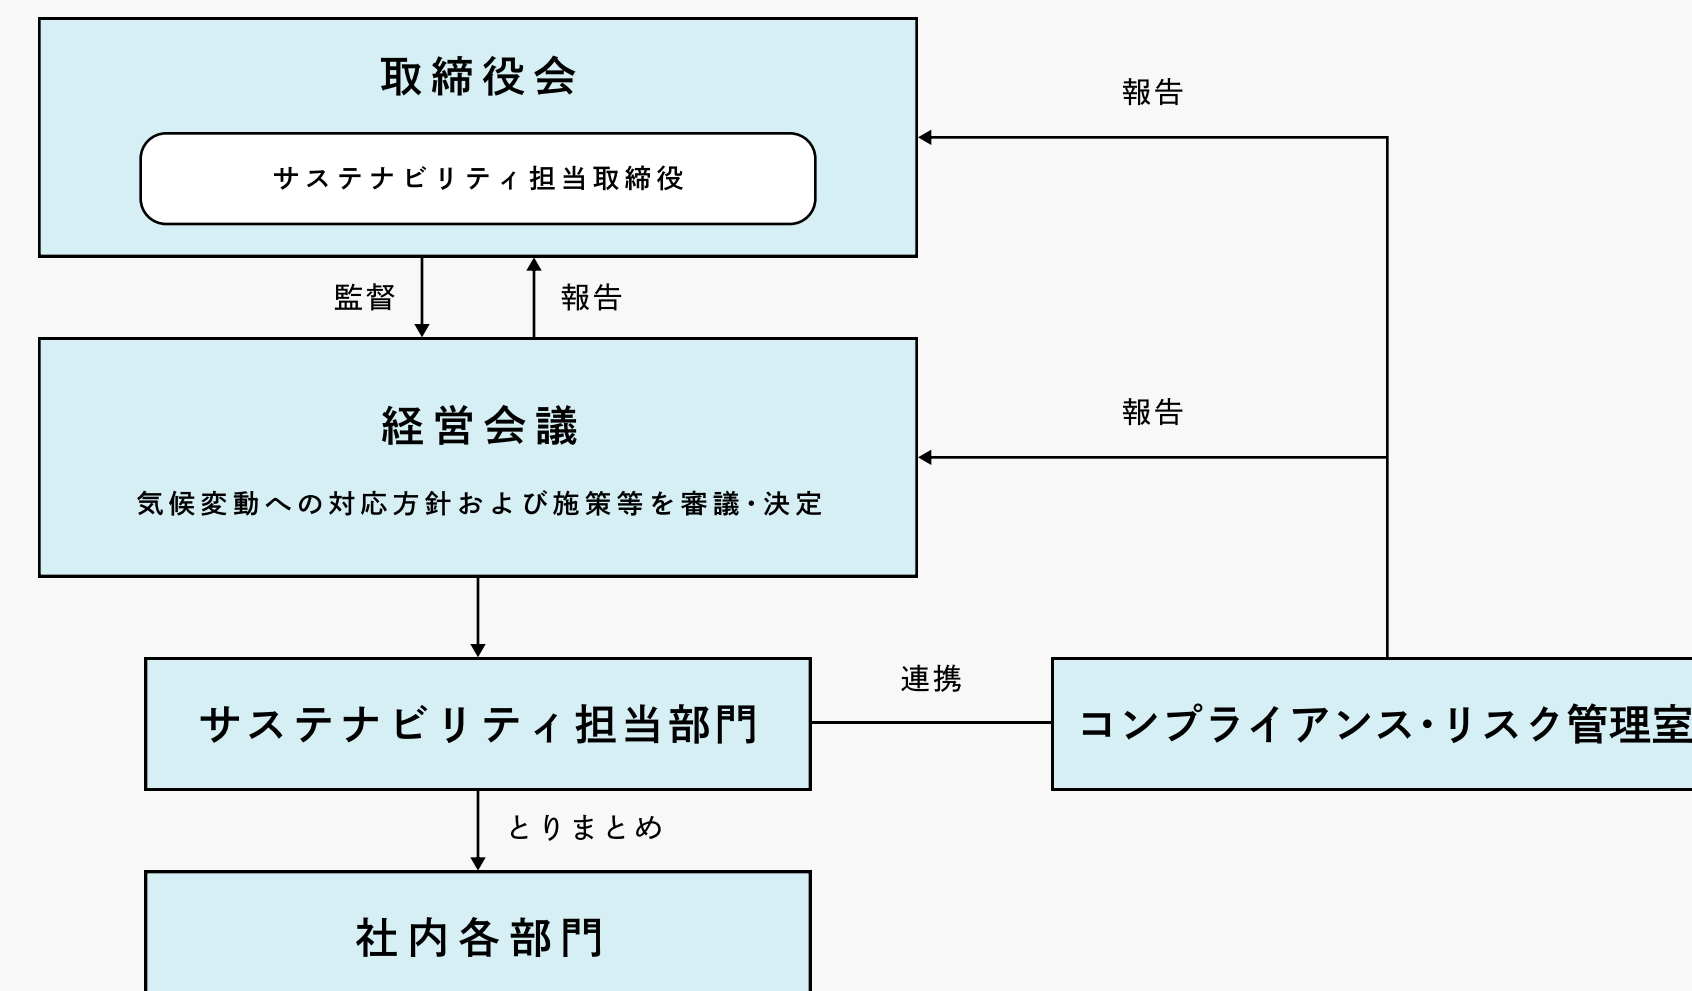 取締役会
報告
サステナビリティ担当取締役
監督
報告
経営会議
報告
気候変動への対応方針および施策等を審議・決定
連携
サステナビリティ担当部門
コンプライアンス・リスク管理室
とりまとめ
社内各部門